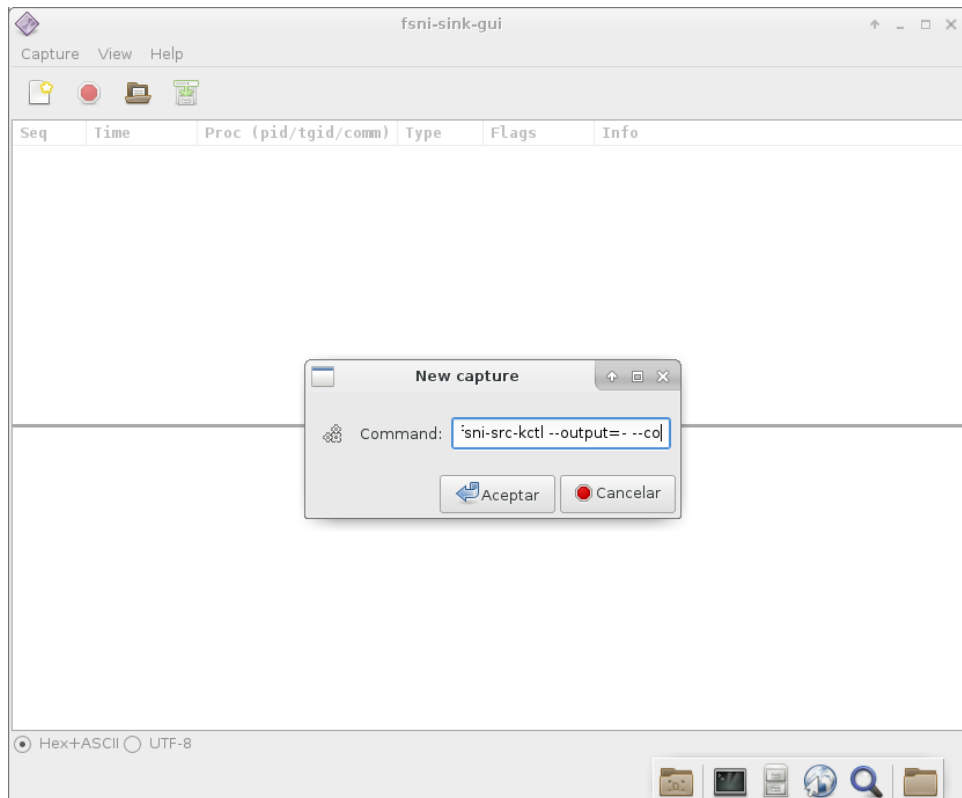 fsni-sink-gui
Capture View Help
Seq Time Proc (pid/tgid/comm) Type Flags Info
New capture
Command: fsni-src-kctl --output=- --co
Aceptar Cancelar
Hex+ASCII UTF-8